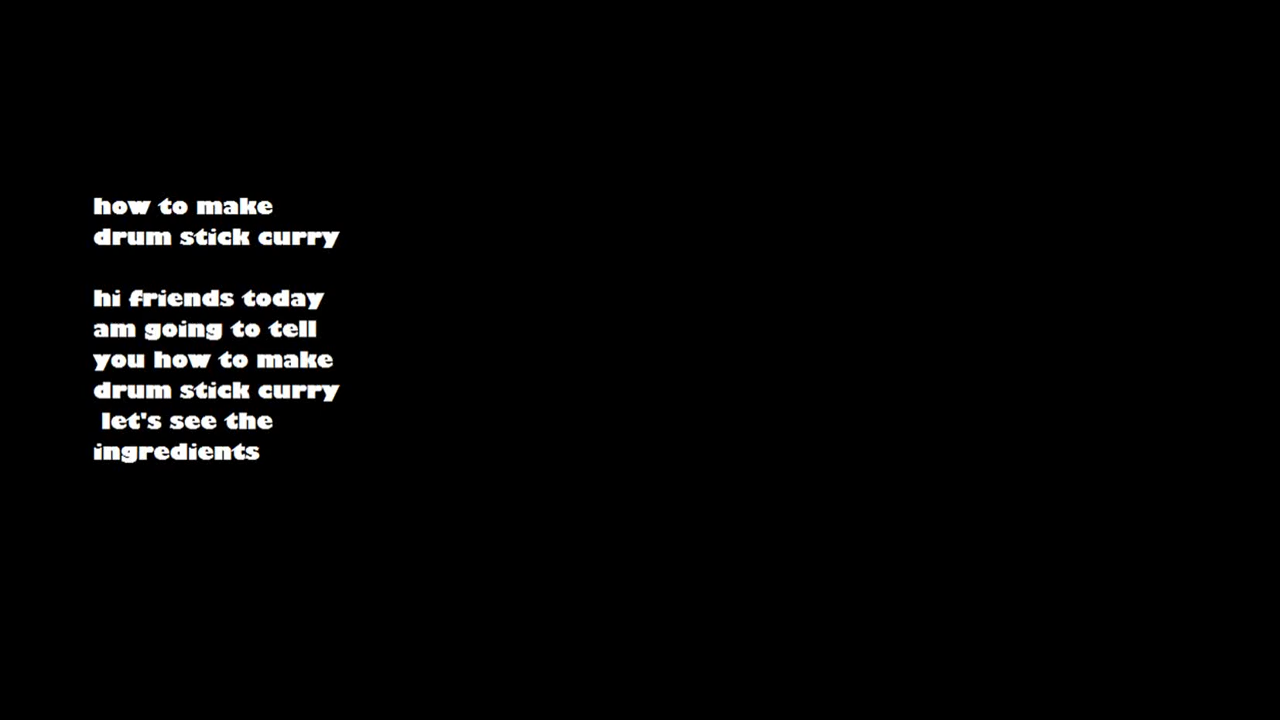 how to make
drum stick curry
hi friends today
am going to tell
you how to make
drum stick curry
let's see the
ingredients